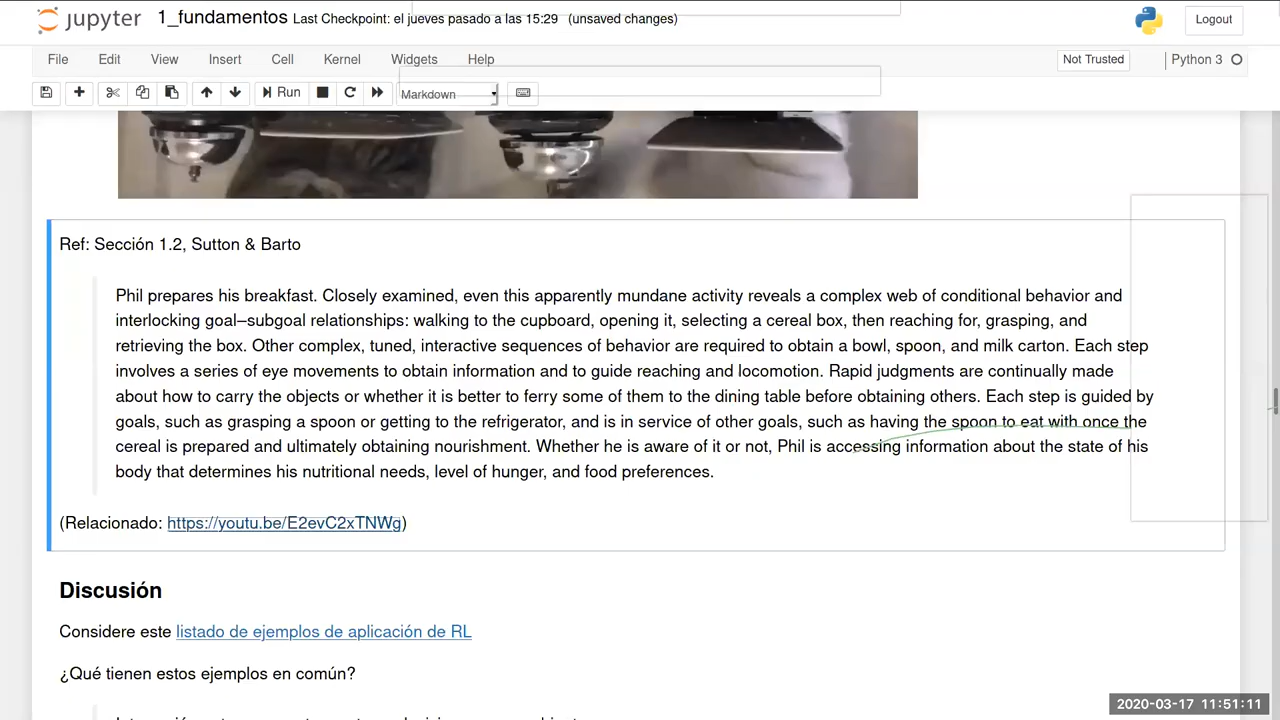 jupyter 1_fundamentos Last Checkpoint: el jueves pasado a las 15:29 (unsaved changes) Logout
File Edit View Insert Cell Kernel Widgets Help Not Trusted Python 3
Run Markdown
Ref: Sección 1.2, Sutton & Barto
Phil prepares his breakfast. Closely examined, even this apparently mundane activity reveals a complex web of conditional behavior and
interlocking goal–subgoal relationships: walking to the cupboard, opening it, selecting a cereal box, then reaching for, grasping, and
retrieving the box. Other complex, tuned, interactive sequences of behavior are required to obtain a bowl, spoon, and milk carton. Each step
involves a series of eye movements to obtain information and to guide reaching and locomotion. Rapid judgments are continually made
about how to carry the objects or whether it is better to ferry some of them to the dining table before obtaining others. Each step is guided by
goals, such as grasping a spoon or getting to the refrigerator, and is in service of other goals, such as having the spoon to eat with once the
cereal is prepared and ultimately obtaining nourishment. Whether he is aware of it or not, Phil is accessing information about the state of his
body that determines his nutritional needs, level of hunger, and food preferences.
(Relacionado: https://youtu.be/E2evC2xTNWg)
Discusión
Considere este listado de ejemplos de aplicación de RL
¿Qué tienen estos ejemplos en común?
2020-03-17 11:51:11